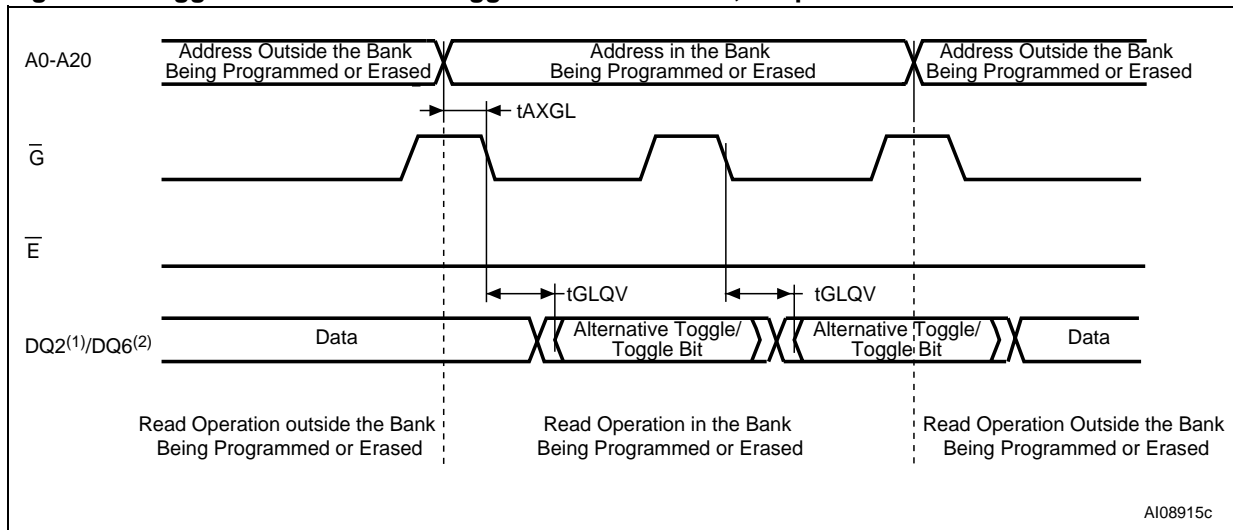 A0-A20
Address Outside the Bank
Being Programmed or Erased
Address in the Bank
Being Programmed or Erased
Address Outside the Bank
Being Programmed or Erased
tAXGL
G
E
tGLQV
tGLQV
DQ2(1)/DQ6(2)
Data
Alternative Toggle/
Toggle Bit
Alternative Toggle/
Toggle Bit
Data
Read Operation outside the Bank
Being Programmed or Erased
Read Operation in the Bank
Being Programmed or Erased
Read Operation Outside the Bank
Being Programmed or Erased
AI08915c